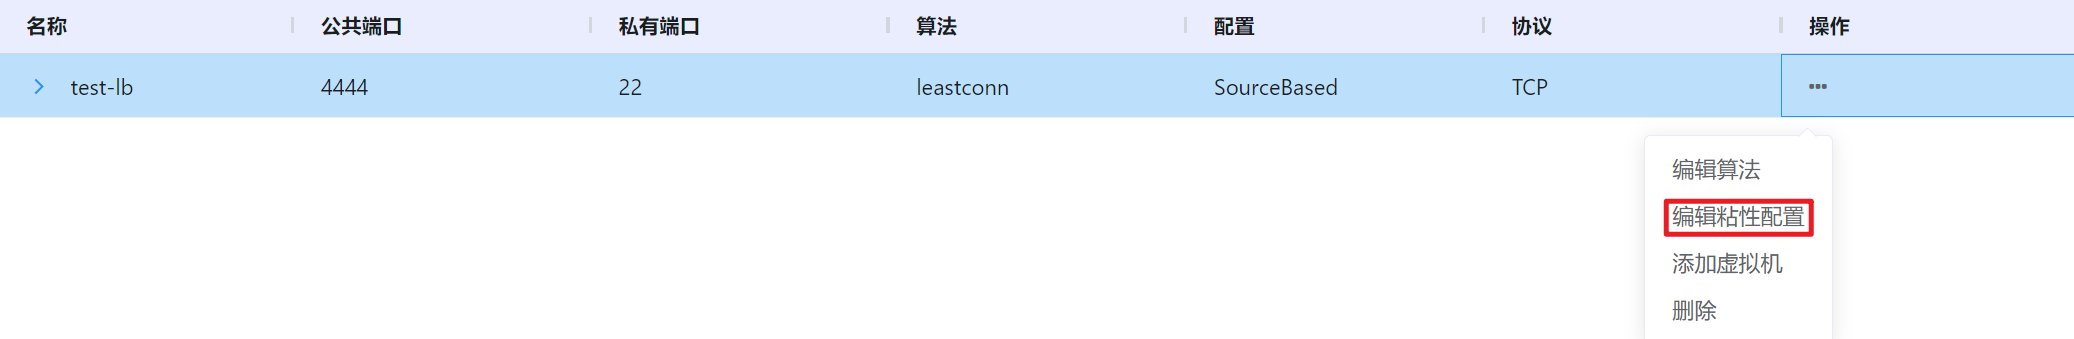 名称 公共端口 私有端口 算法 配置 协议 操作
test-lb 4444 22 leastconn SourceBased TCP
编辑算法
编辑粘性配置
添加虚拟机
删除